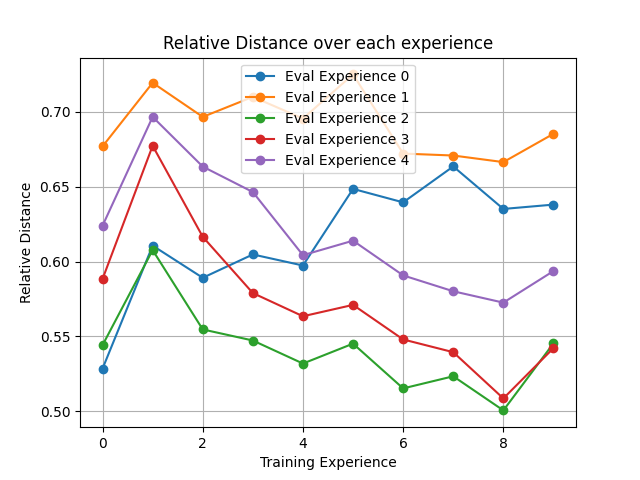 Relative Distance over each experience
Eval Experience 0
Eval Experience 1
Eval Experience 2
Eval Experience 3
Eval Experience 4
Relative Distance
0.70
0.65
0.60
0.55
0.50
0 2 4 6 8
Training Experience